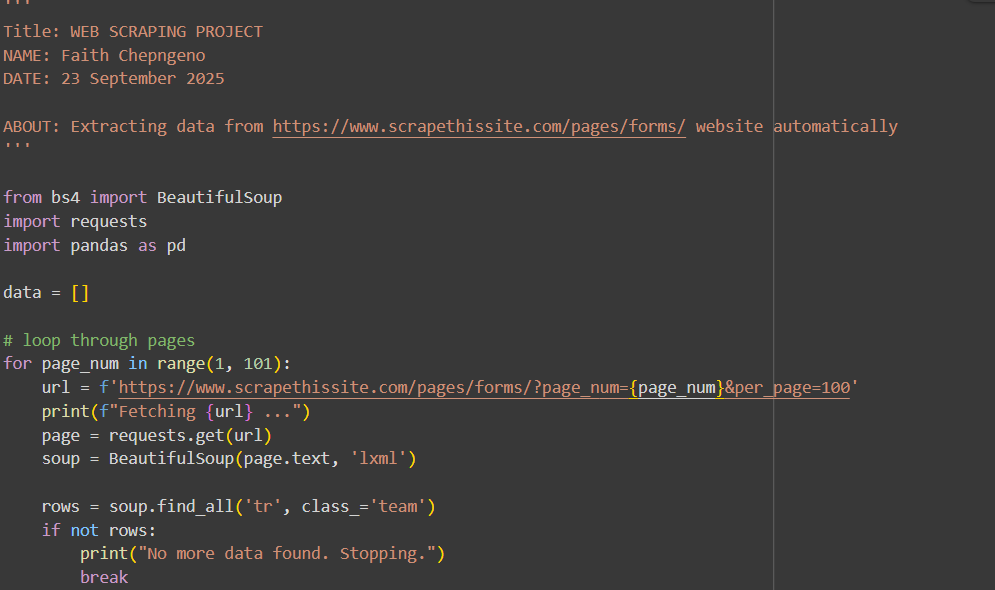 '''
Title: WEB SCRAPING PROJECT
NAME: Faith Chepngeno
DATE: 23 September 2025
ABOUT: Extracting data from https://www.scrapethissite.com/pages/forms/ website automatically
'''
from bs4 import BeautifulSoup
import requests
import pandas as pd
data = []
# loop through pages
for page_num in range(1, 101):
    url = f'https://www.scrapethissite.com/pages/forms/?page_num={page_num}&per_page=100'
    print(f"Fetching {url} ...")
    page = requests.get(url)
    soup = BeautifulSoup(page.text, 'lxml')
    rows = soup.find_all('tr', class_='team')
    if not rows:
        print("No more data found. Stopping.")
        break